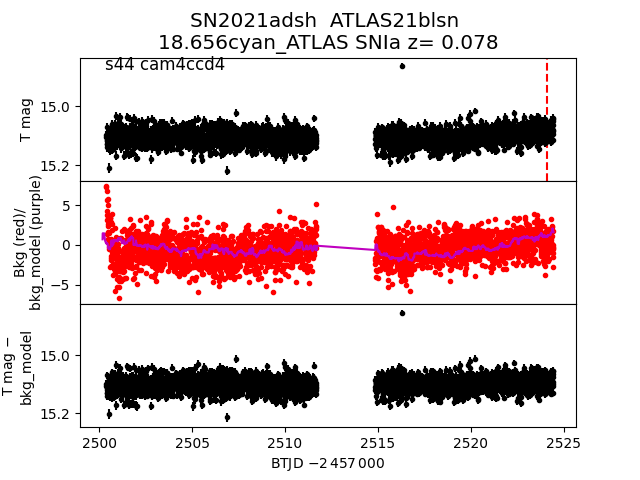 SN2021adsh ATLAS21blsn
18.656cyan_ATLAS SNIa z= 0.078
s44 cam4ccd4
T mag
15.0
15.2
Bkg (red)/
bkg_model (purple)
5
0
−5
T mag −
bkg_model
15.0
15.2
2500 2505 2510 2515 2520 2525
BTJD −2 457 000